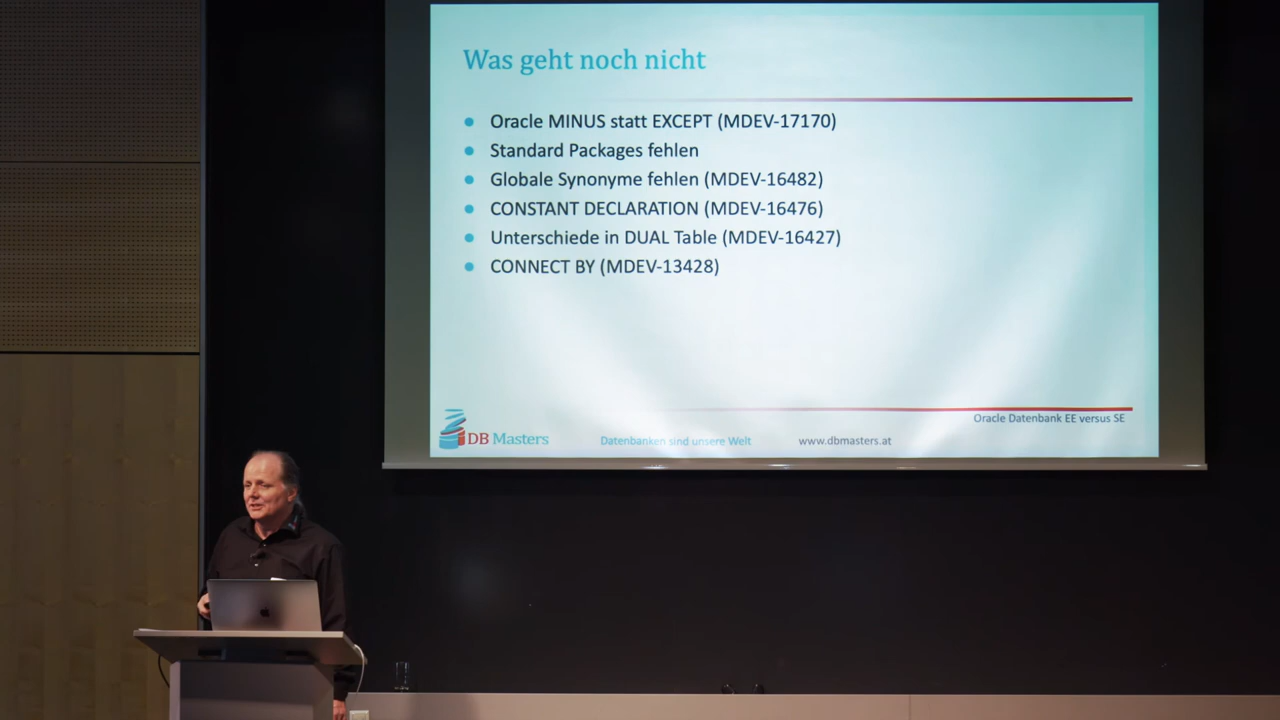 Was geht noch nicht
Oracle MINUS statt EXCEPT (MDEV-17170)
Standard Packages fehlen
Globale Synonyme fehlen (MDEV-16482)
CONSTANT DECLARATION (MDEV-16476)
Unterschiede in DUAL Table (MDEV-16427)
CONNECT BY (MDEV-13428)
Oracle Datenbank EE versus SE
DB Masters
Datenbanken sind unsere Welt
www.dbmasters.at